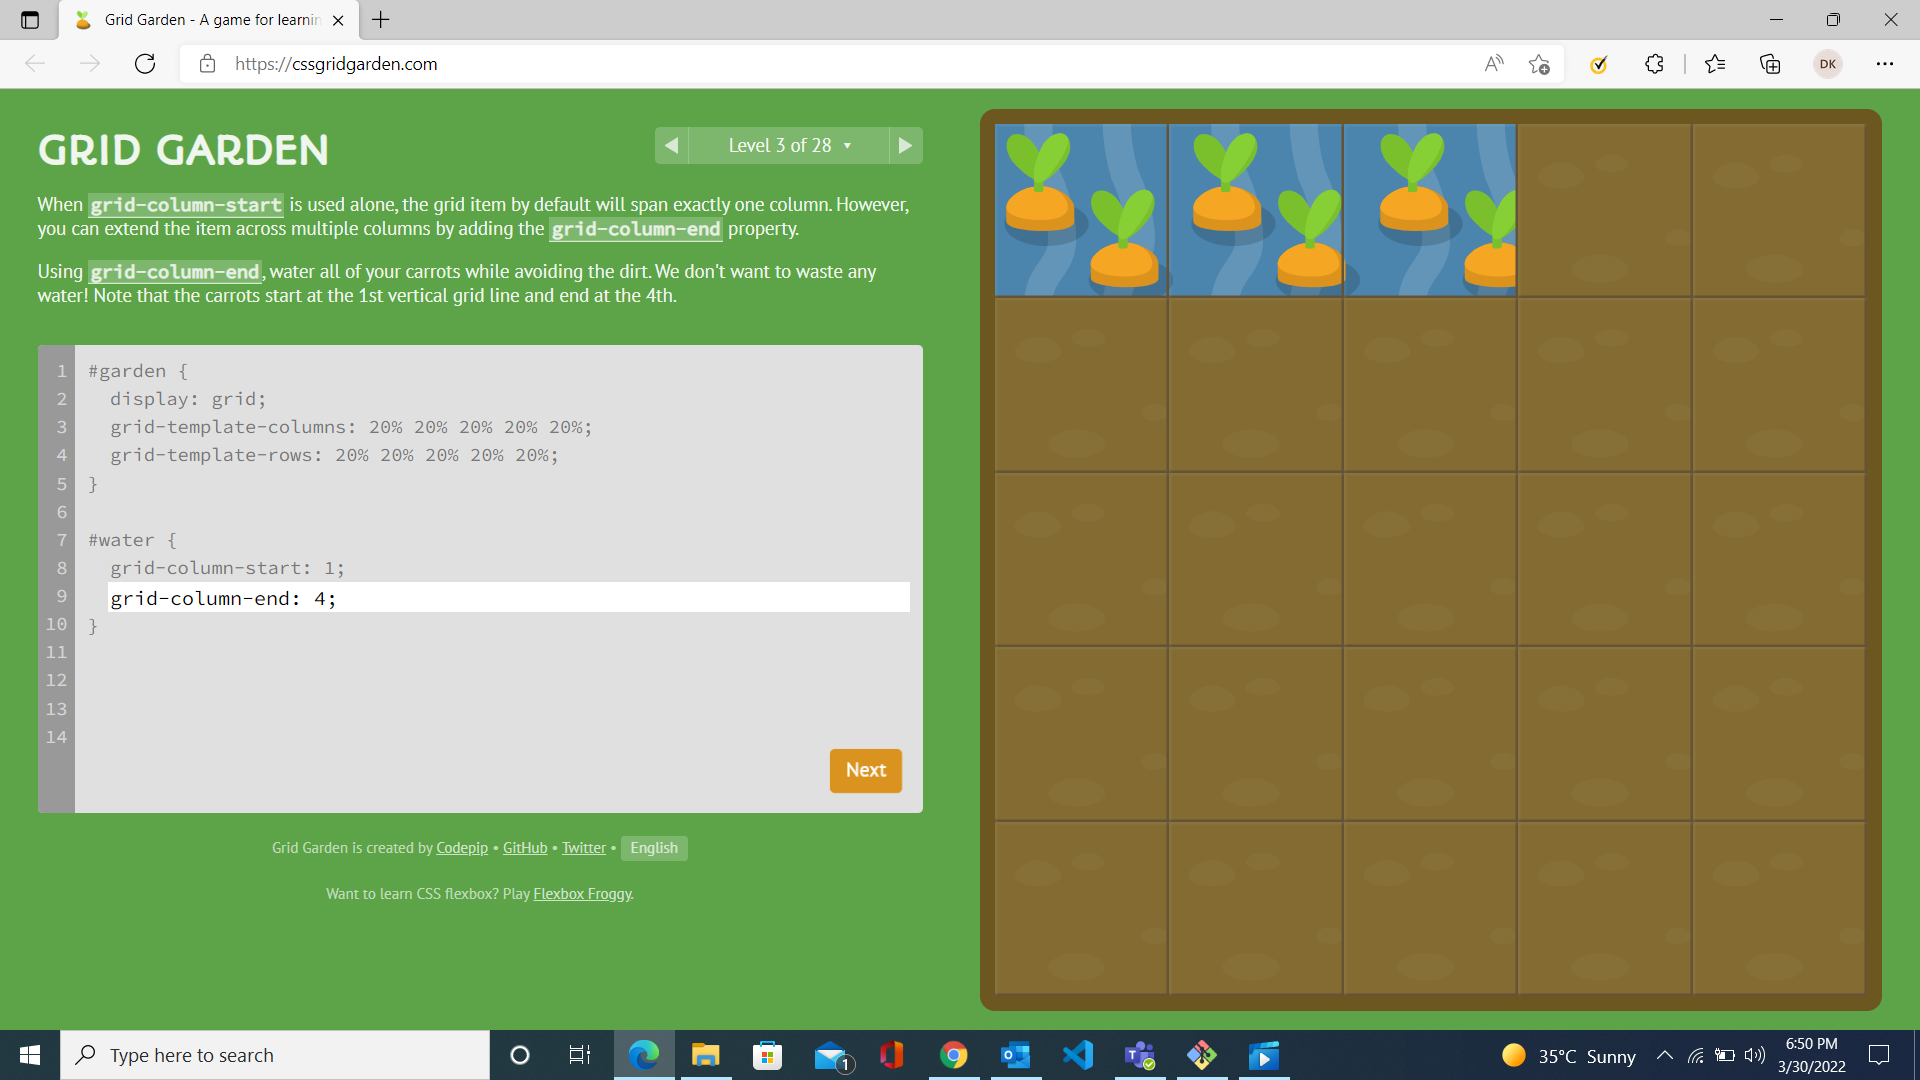 Grid Garden - A game for learnin
https://cssgridgarden.com
DK
GRID GARDEN
Level 3 of 28
When grid-column-start is used alone, the grid item by default will span exactly one column. However,
you can extend the item across multiple columns by adding the grid-column-end property.
Using grid-column-end, water all of your carrots while avoiding the dirt. We don't want to waste any
water! Note that the carrots start at the 1st vertical grid line and end at the 4th.
1 #garden {
2 display: grid;
3 grid-template-columns: 20% 20% 20% 20% 20%;
4 grid-template-rows: 20% 20% 20% 20% 20%;
5 }
6
7 #water {
8 grid-column-start: 1;
9 grid-column-end: 4;
10 }
11
12
13
14
Next
Grid Garden is created by Codepip • GitHub • Twitter • English
Want to learn CSS flexbox? Play Flexbox Froggy.
Type here to search
1
35°C Sunny
6:50 PM
3/30/2022